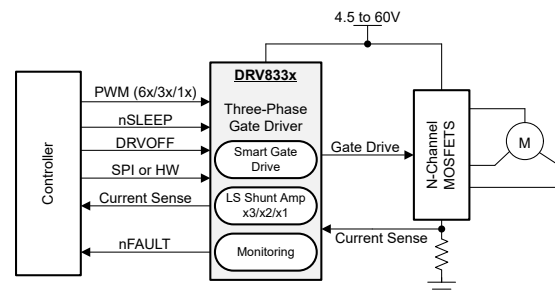 4.5 to 60V
DRV833x
Three-Phase
Gate Driver
Controller
PWM (6x/3x/1x)
nSLEEP
DRVOFF
SPI or HW
Current Sense
nFAULT
Smart Gate
Drive
LS Shunt Amp
x3/x2/x1
Monitoring
Gate Drive
Current Sense
N-Channel
MOSFETS
M